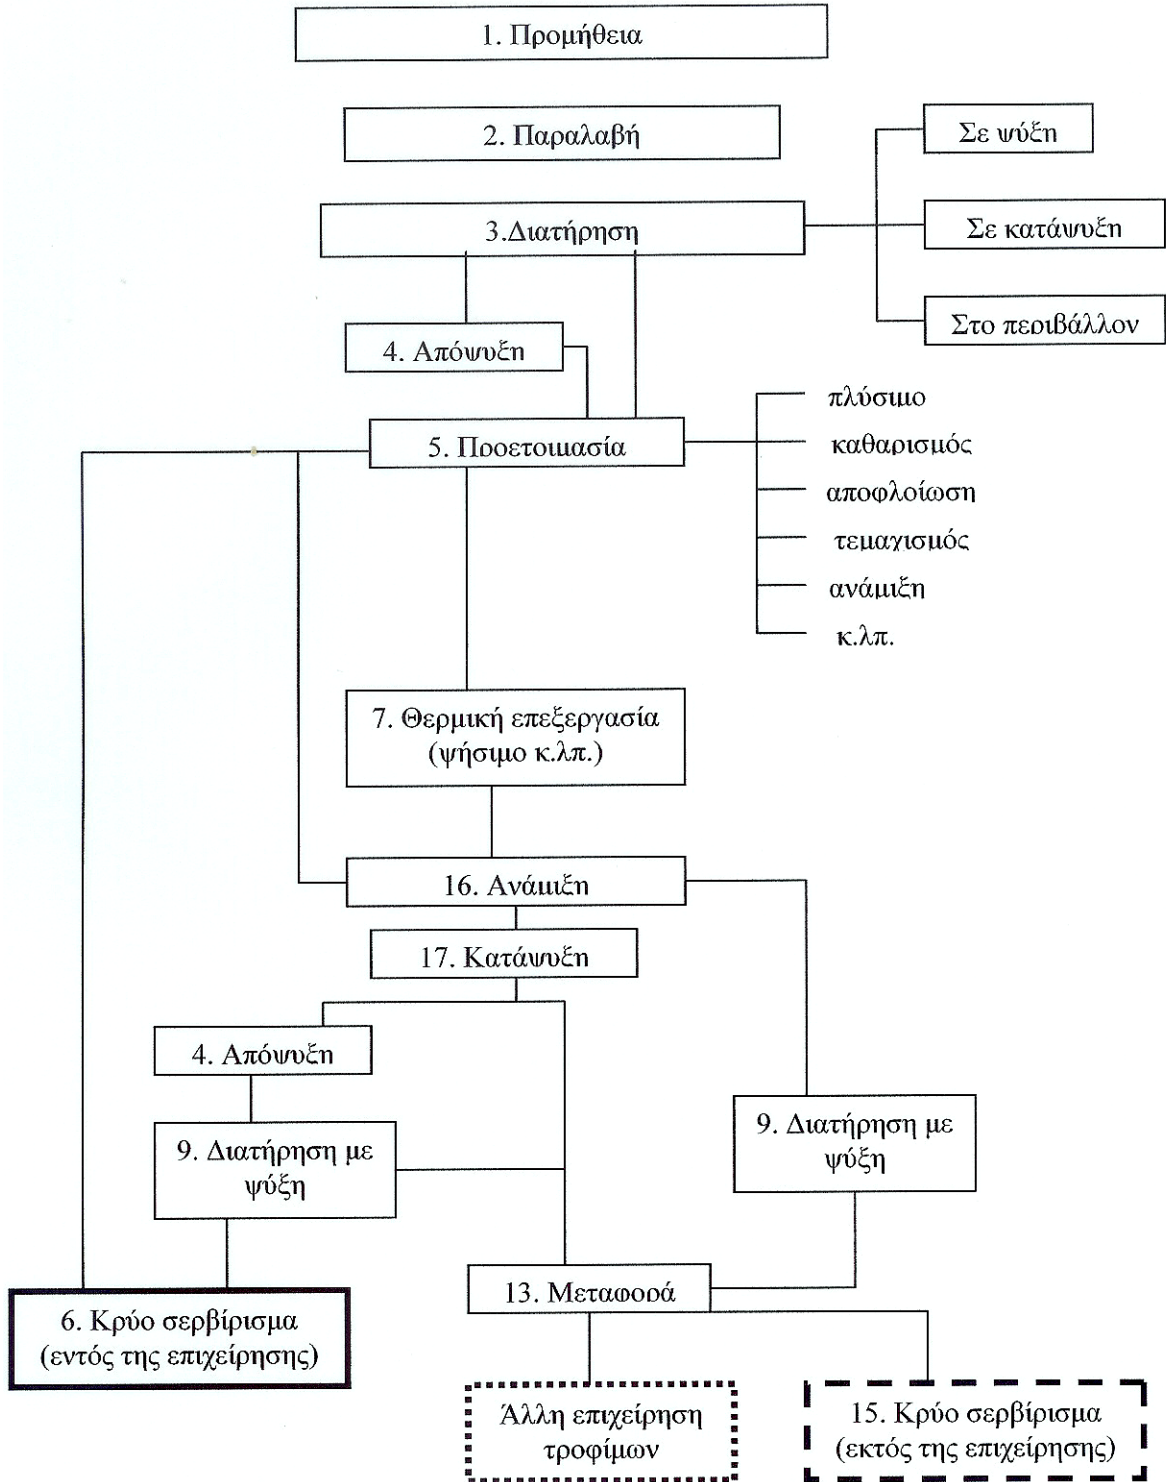 1. Προμήθεια
2. Παραλαβή
Σε ψύξη
3.Διατήρηση
Σε κατάψυξη
Στο περιβάλλον
4. Απόψυξη
5. Προετοιμασία
πλύσιμο
καθαρισμός
αποφλοίωση
τεμαχισμός
ανάμιξη
κ.λπ.
7. Θερμική επεξεργασία
(ψήσιμο κ.λπ.)
16. Ανάμιξη
17. Κατάψυξη
4. Απόψυξη
9. Διατήρηση με
ψύξη
9. Διατήρηση με
ψύξη
13. Μεταφορά
6. Κρύο σερβίρισμα
(εντός της επιχείρησης)
Άλλη επιχείρηση
τροφίμων
15. Κρύο σερβίρισμα
(εκτός της επιχείρησης)